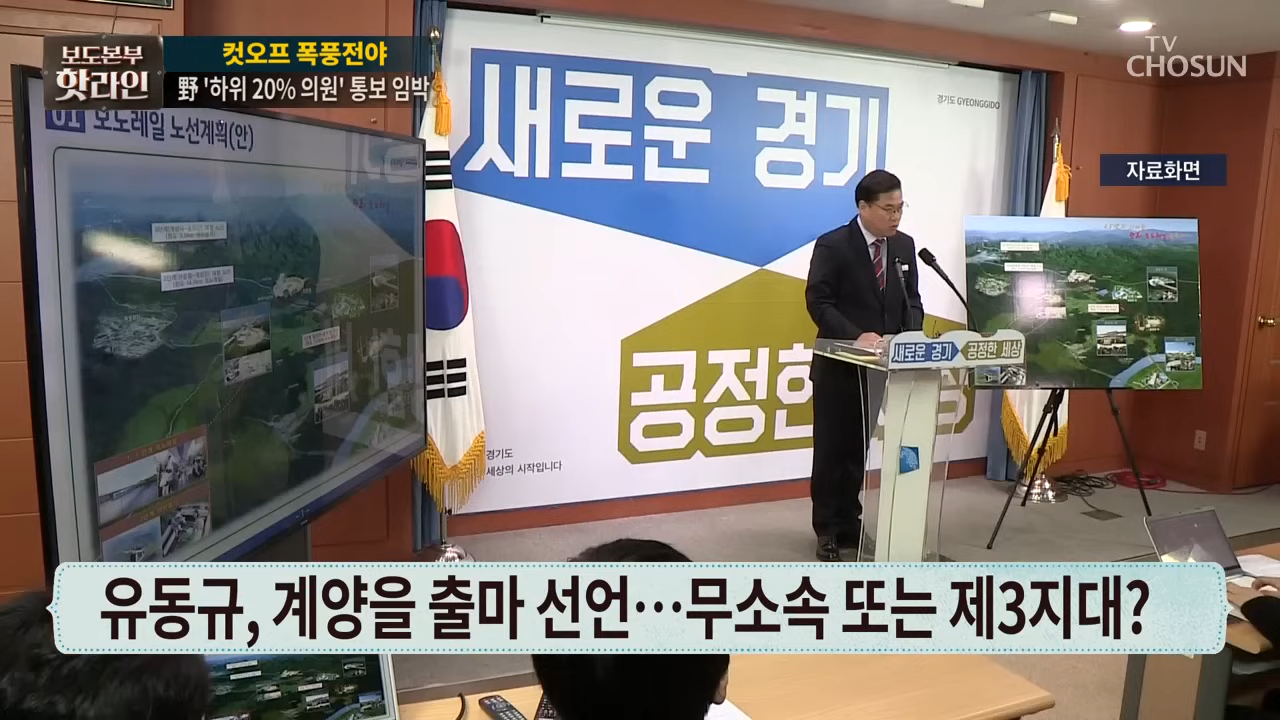 보도본부
핫라인
컷오프 폭풍전야
野 '하위 20% 의원' 통보 임박
TV
CHOSUN
자료화면
01 모노레일 노선계획(안)
경기도 GYEONGGIDO
새로운 경기
공정한
새로운 경기 공정한 세상
경기도
세상의 시작입니다
유동규, 계양을 출마 선언…무소속 또는 제3지대?